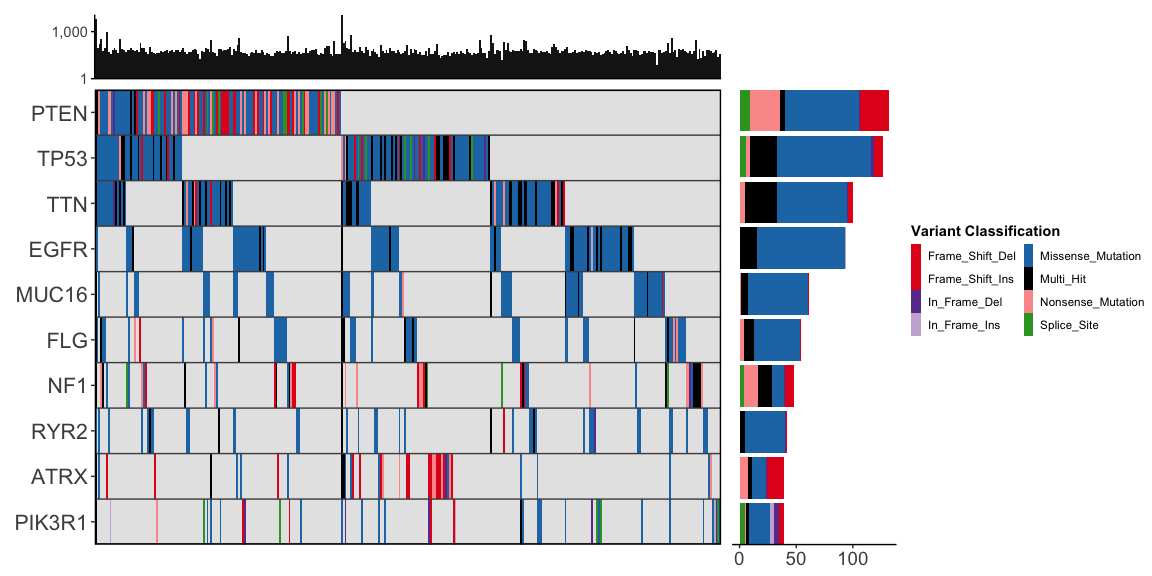 1,000
1
PTEN
TP53
TTN
EGFR
MUC16
FLG
NF1
RYR2
ATRX
PIK3R1
0 50 100
Variant Classification
Frame_Shift_Del Missense_Mutation
Frame_Shift_Ins Multi_Hit
In_Frame_Del Nonsense_Mutation
In_Frame_Ins Splice_Site